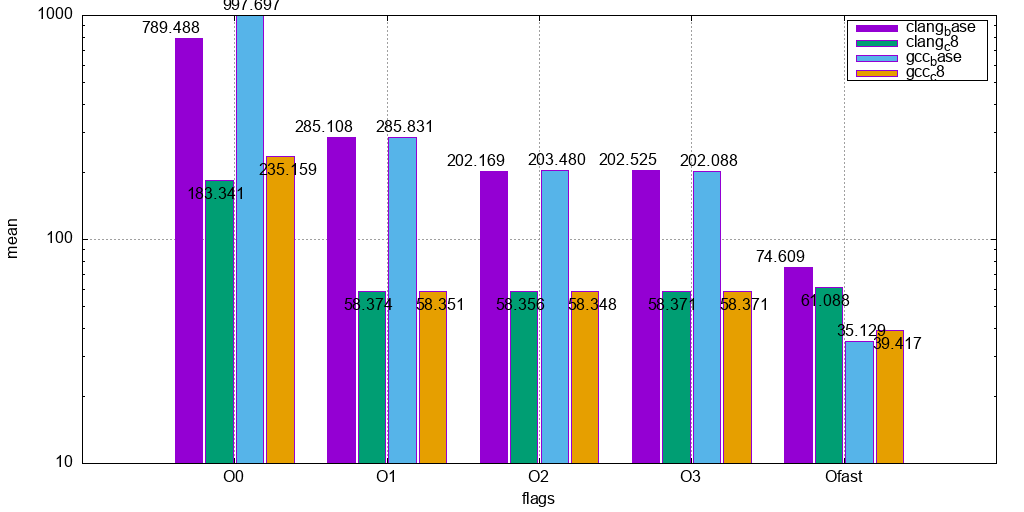 997.697
1000
789.488
clang_base
clang_c8
gcc_base
gcc_c8
285.108
285.831
202.169
203.480
202.525
202.088
235.159
183.341
100
mean
74.609
58.374
58.351
58.356
58.348
58.371
58.371
61.088
35.129
39.417
10
O0
O1
O2
O3
Ofast
flags